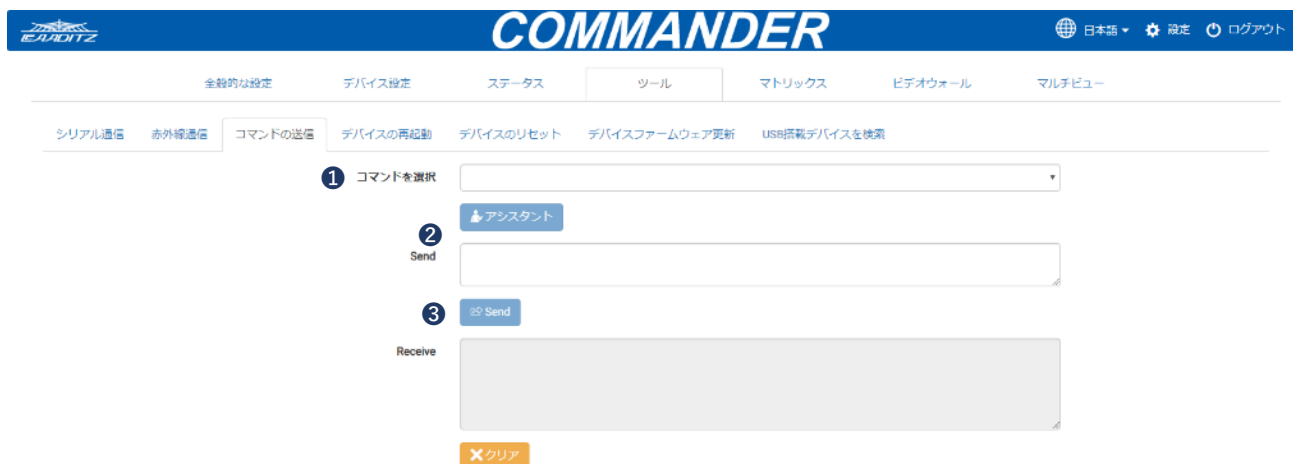 COMMANDER
日本語 設定 ログアウト
全般的な設定 デバイス設定 ステータス ツール マトリックス ビデオウォール マルチビュー
シリアル通信 赤外線通信 コマンドの送信 デバイスの再起動 デバイスのリセット デバイスファームウェア更新 USB搭載デバイスを検索
1 コマンドを選択
アシスタント
2
Send
3 Send
Receive
クリア